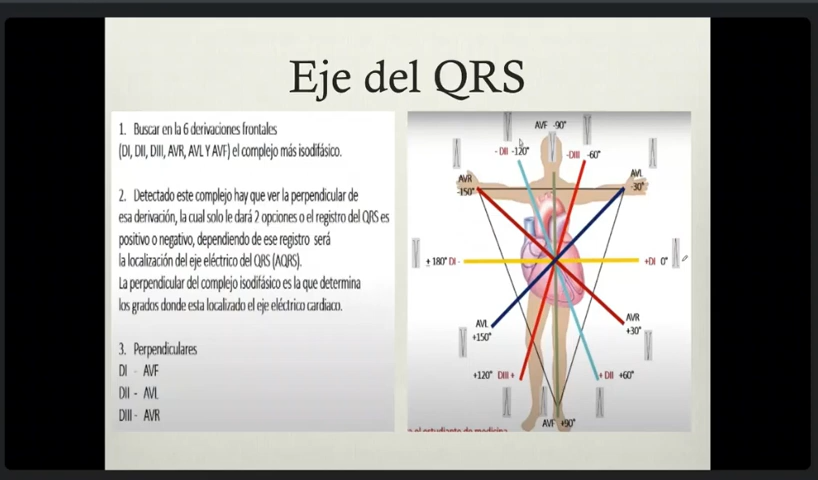 Eje del QRS
1. Buscar en la 6 derivaciones frontales
(DI, DII, DIII, AVR, AVL Y AVF) el complejo más isodifásico.
2. Detectado este complejo hay que ver la perpendicular de
esa derivación, la cual solo le dará 2 opciones o el registro del QRS es
positivo o negativo, dependiendo de ese registro será
la localización del eje eléctrico del QRS (AQRS).
La perpendicular del complejo isodifásico es la que determina
los grados donde esta localizado el eje eléctrico cardiaco.
3. Perpendiculares
DI - AVF
DII - AVL
DIII - AVR
AVF -90°
- DII -120°
-DIII -60°
AVR
-150°
AVL
-30°
± 180° DI -
+DI 0°
AVL
+150°
AVR
+30°
+120° DIII +
+ DII +60°
AVF +90°
el estudiante de medicina